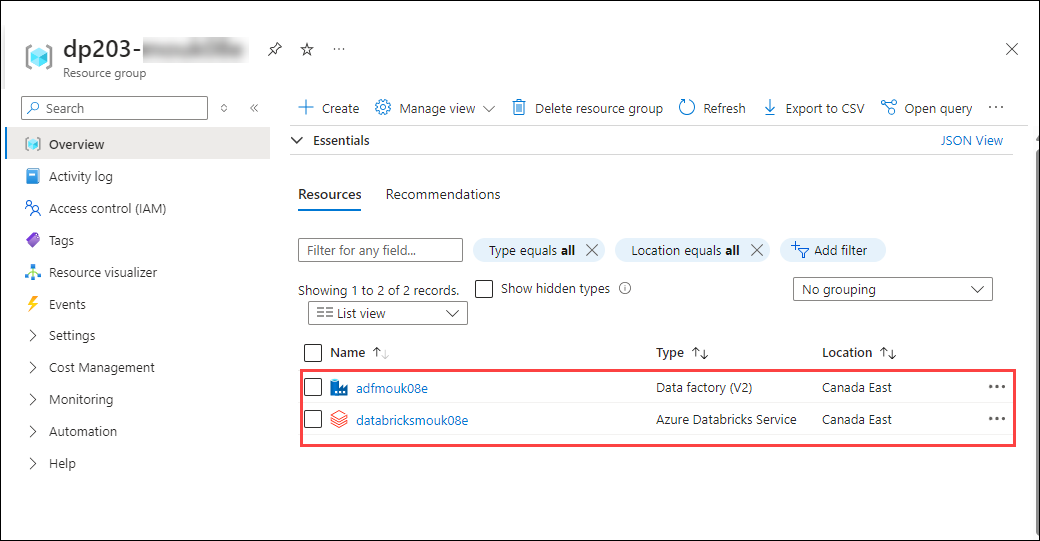 dp203-
Resource group
Search
Overview
Activity log
Access control (IAM)
Tags
Resource visualizer
Events
Settings
Cost Management
Monitoring
Automation
Help
Create Manage view Delete resource group Refresh Export to CSV Open query
Essentials JSON View
Resources Recommendations
Filter for any field... Type equals all Location equals all Add filter
Showing 1 to 2 of 2 records. Show hidden types No grouping
List view
Name Type Location
adfmouk08e Data factory (V2) Canada East
databricksmouk08e Azure Databricks Service Canada East